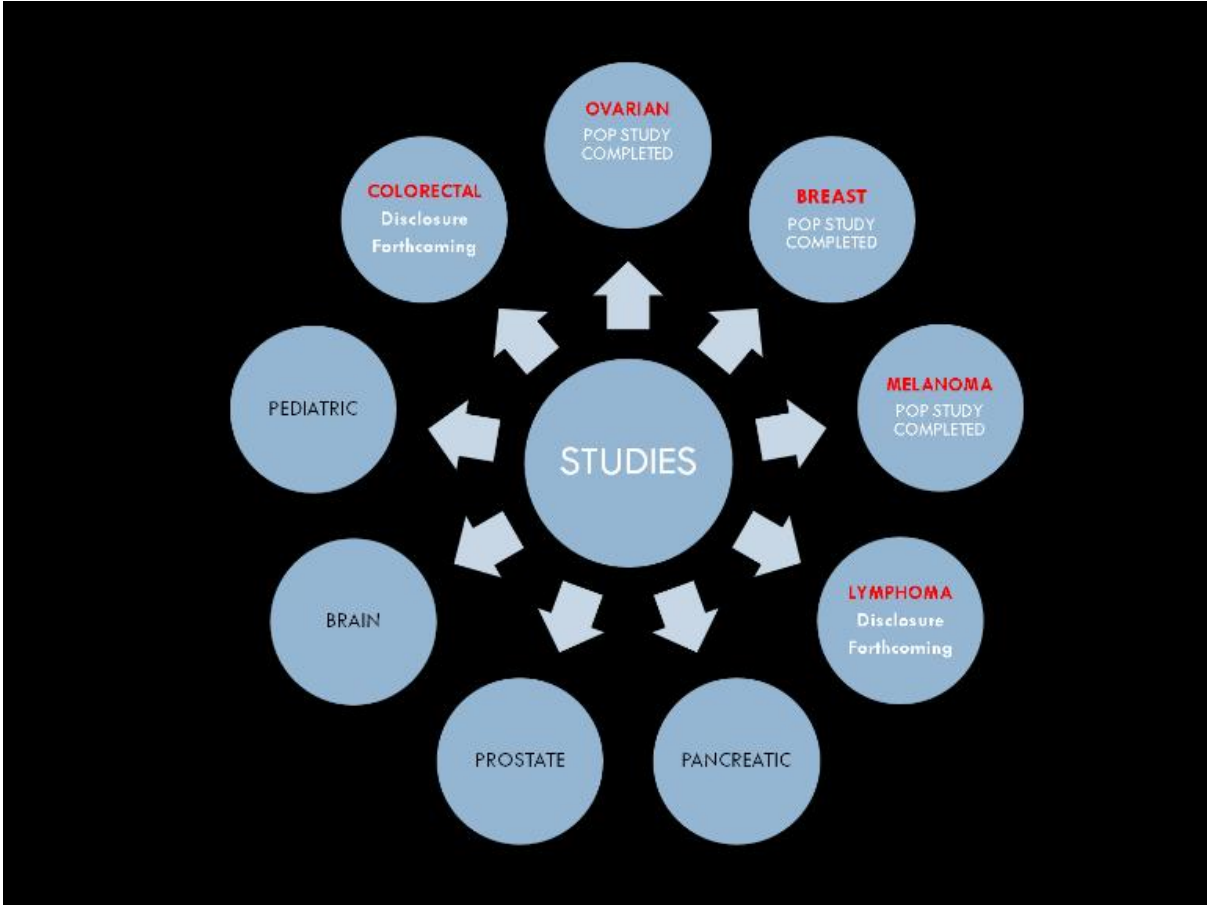 OVARIAN
POP STUDY
COMPLETED
BREAST
POP STUDY
COMPLETED
MELANOMA
POP STUDY
COMPLETED
LYMPHOMA
Disclosure
Forthcoming
PANCREATIC
PROSTATE
BRAIN
PEDIATRIC
COLORECTAL
Disclosure
Forthcoming
STUDIES